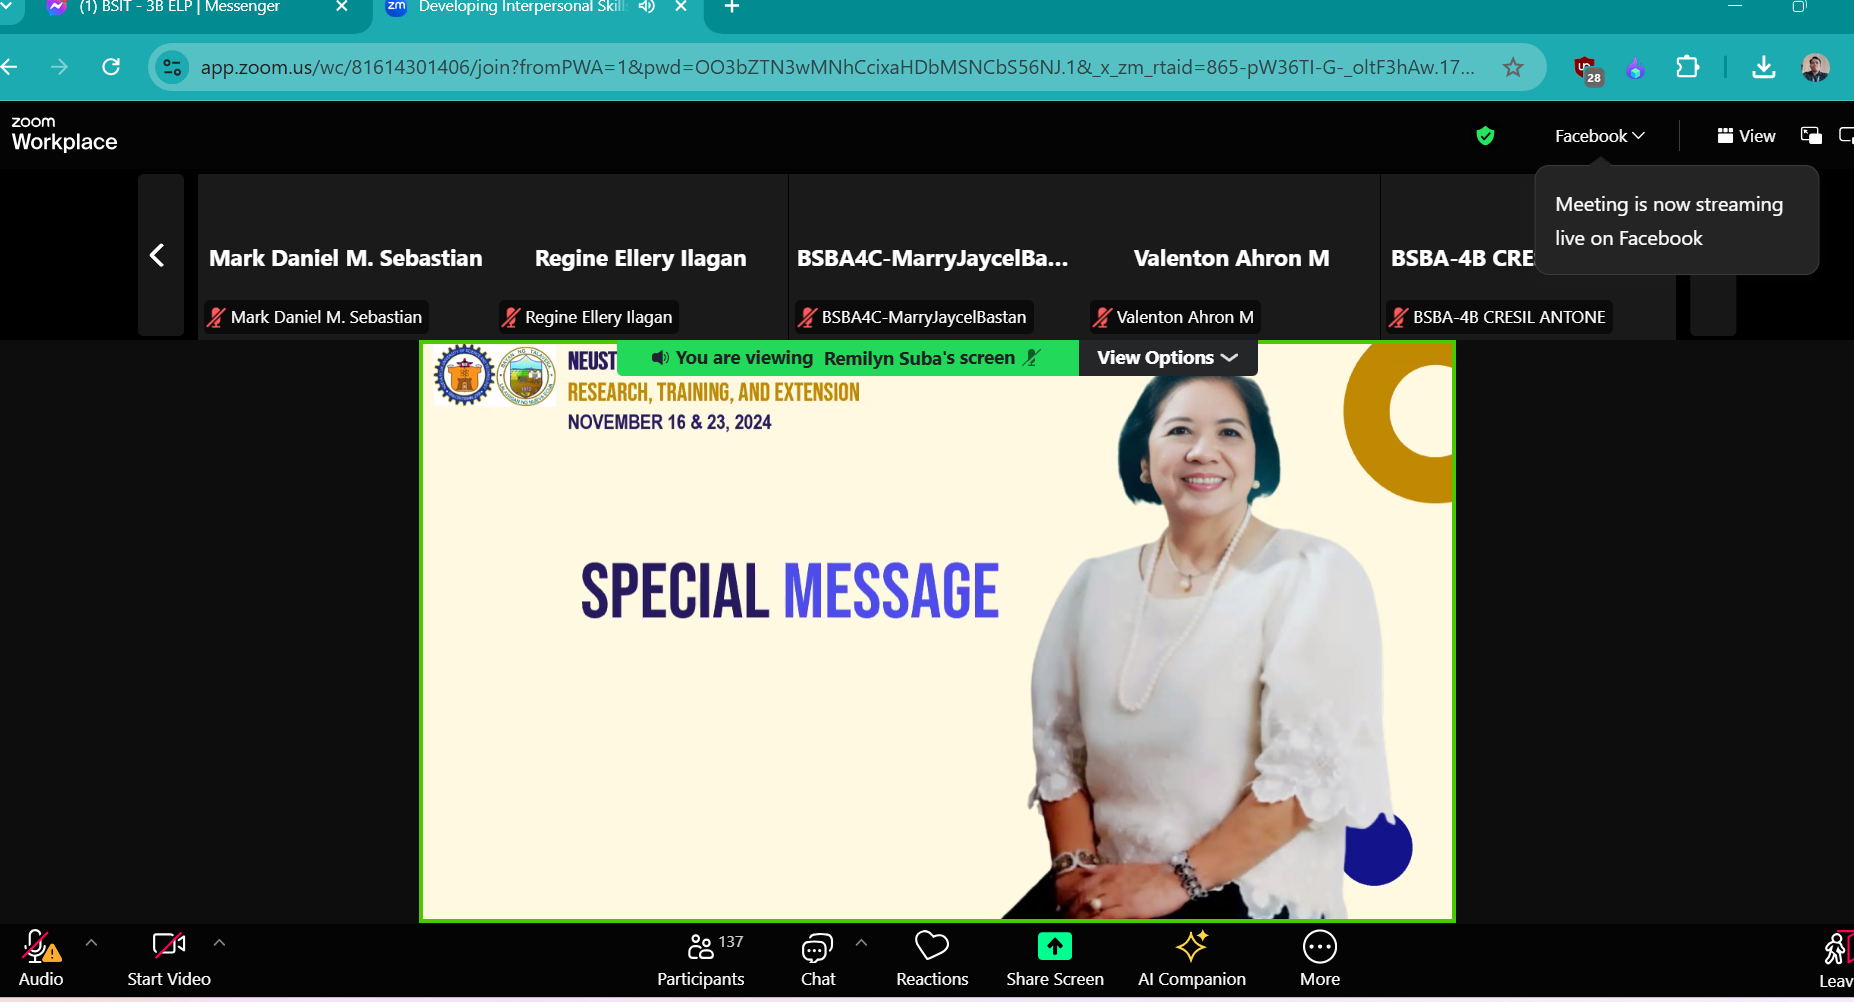 (1) BSIT - 3B ELP | Messenger
Developing Interpersonal Skill
app.zoom.us/wc/81614301406/join?fromPWA=1&pwd=OO3bZTN3wMNhCcixaHDbMSNCbS56NJ.1&_x_zm_rtaid=865-pW36TI-G-_oltF3hAw.17...
28
zoom
Workplace
Facebook
View
Meeting is now streaming
live on Facebook
Mark Daniel M. Sebastian
Regine Ellery Ilagan
BSBA4C-MarryJaycelBa...
Valenton Ahron M
BSBA-4B CRE
Mark Daniel M. Sebastian
Regine Ellery Ilagan
BSBA4C-MarryJaycelBastan
Valenton Ahron M
BSBA-4B CRESIL ANTONE
You are viewing Remilyn Suba's screen
View Options
NEUST
RESEARCH, TRAINING, AND EXTENSION
NOVEMBER 16 & 23, 2024
SPECIAL MESSAGE
Audio
Start Video
137
Participants
Chat
Reactions
Share Screen
AI Companion
More
Leav